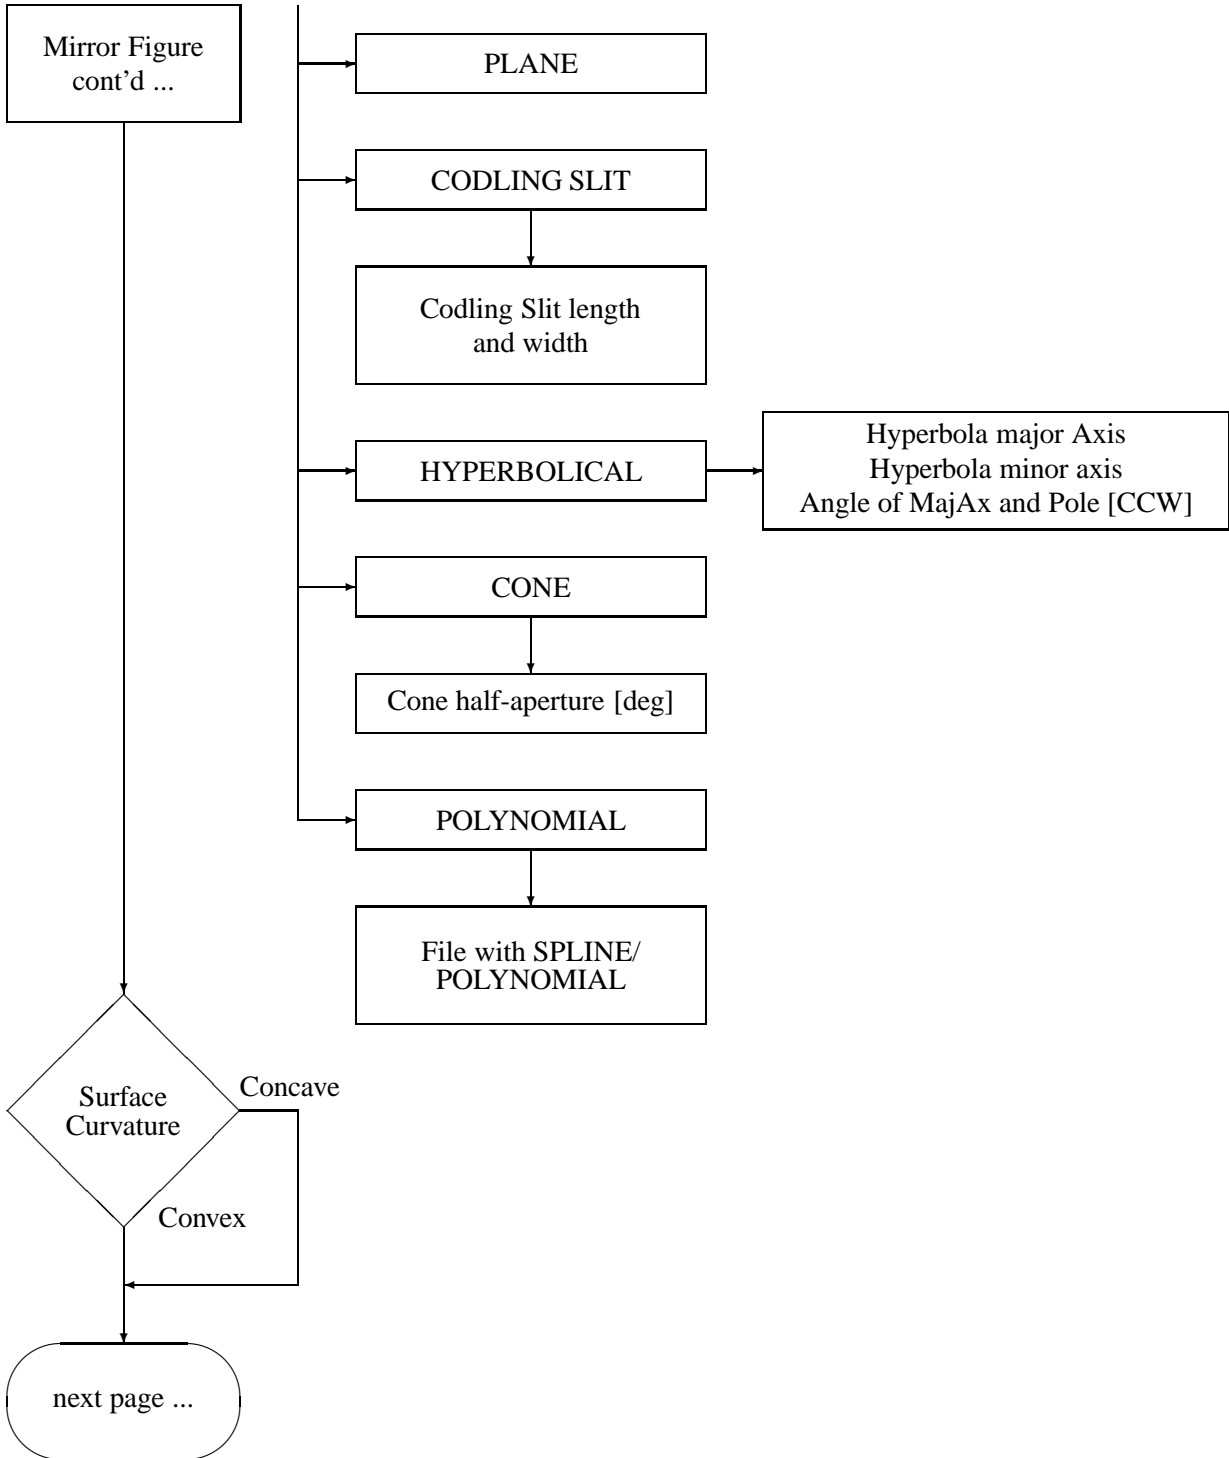 Mirror Figure
cont'd ...
PLANE
CODLING SLIT
Codling Slit length
and width
HYPERBOLICAL
Hyperbola major Axis
Hyperbola minor axis
Angle of MajAx and Pole [CCW]
CONE
Cone half-aperture [deg]
POLYNOMIAL
File with SPLINE/
POLYNOMIAL
Surface
Curvature
Concave
Convex
next page ...